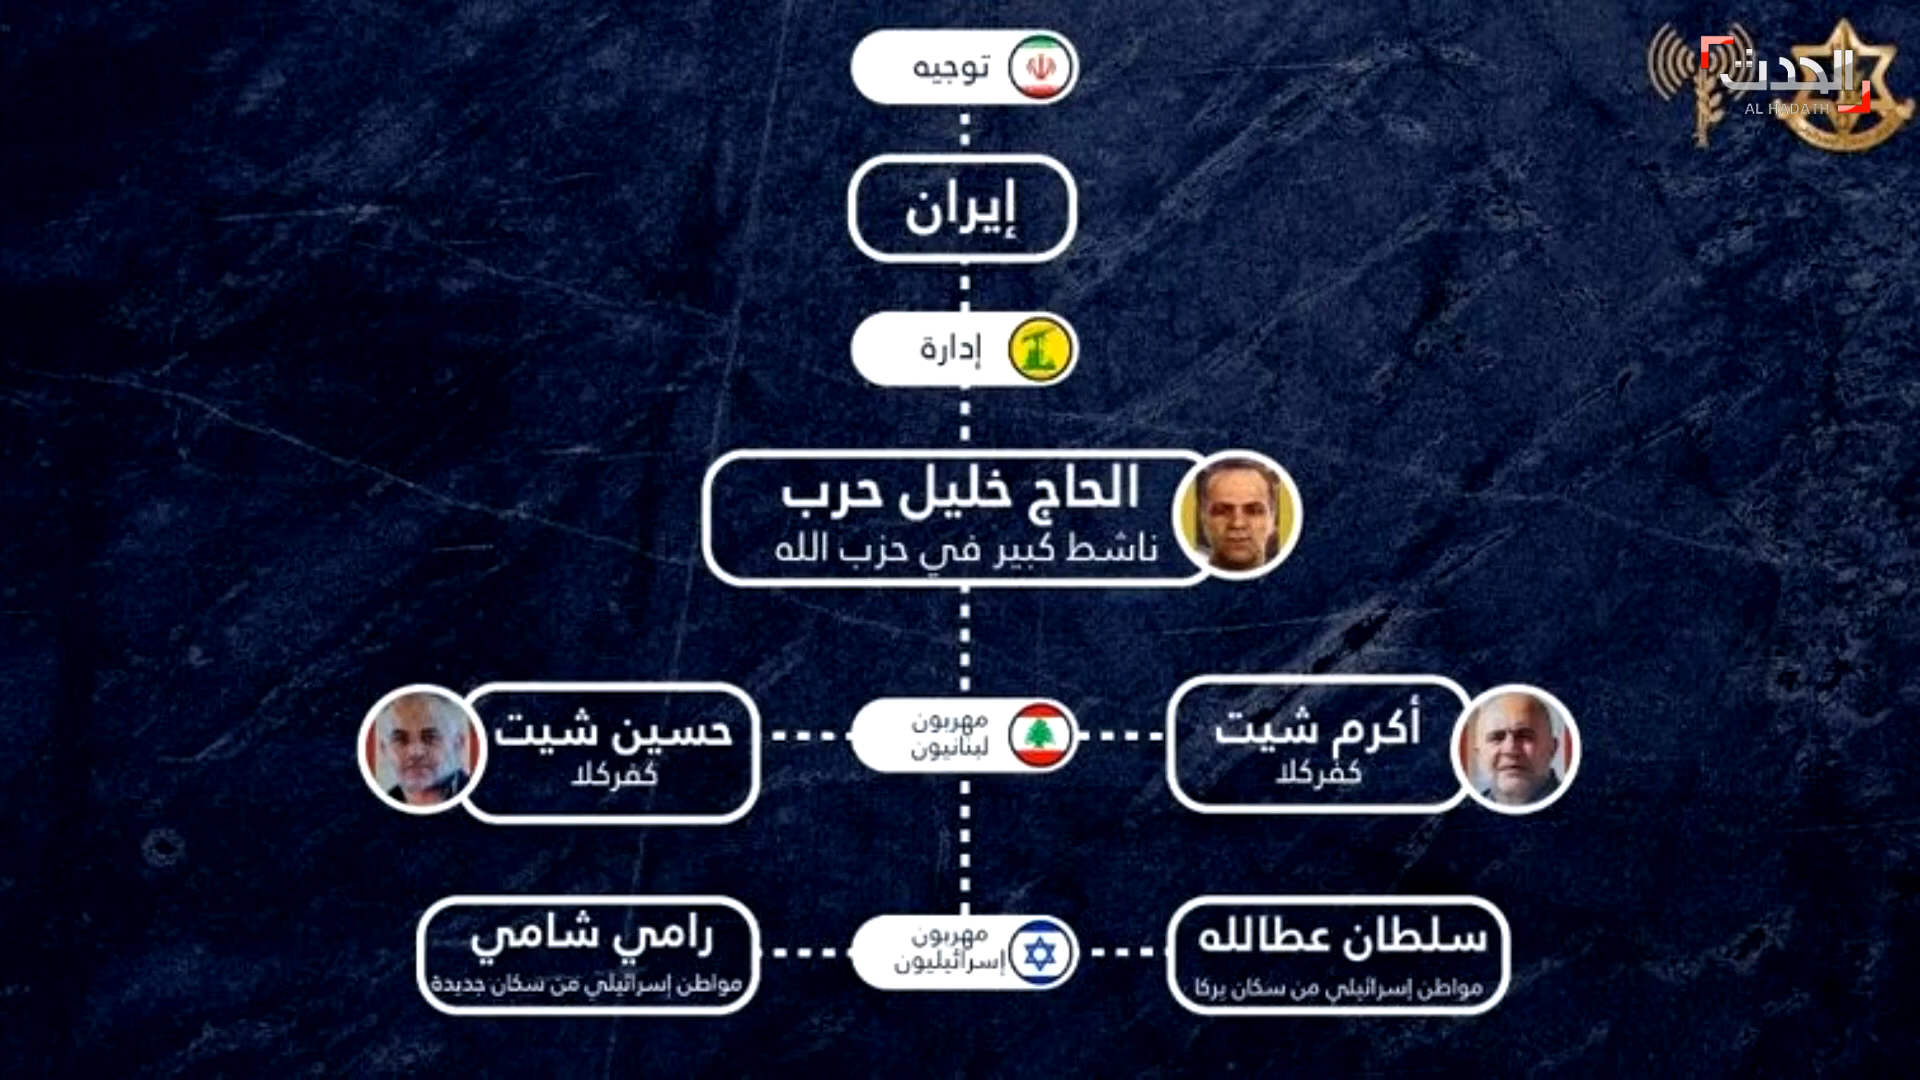 الحدث
AL HADATH
توجيه
إيران
إدارة
الحاج خليل حرب
ناشط كبير في حزب الله
أكرم شيت
كفركلا
مهربون
لبنانيون
حسين شيت
كفركلا
سلطان عطالله
مواطن إسرائيلي من سكان يركا
مهربون
إسرائيليون
رامي شامي
مواطن إسرائيلي من سكان جديدة